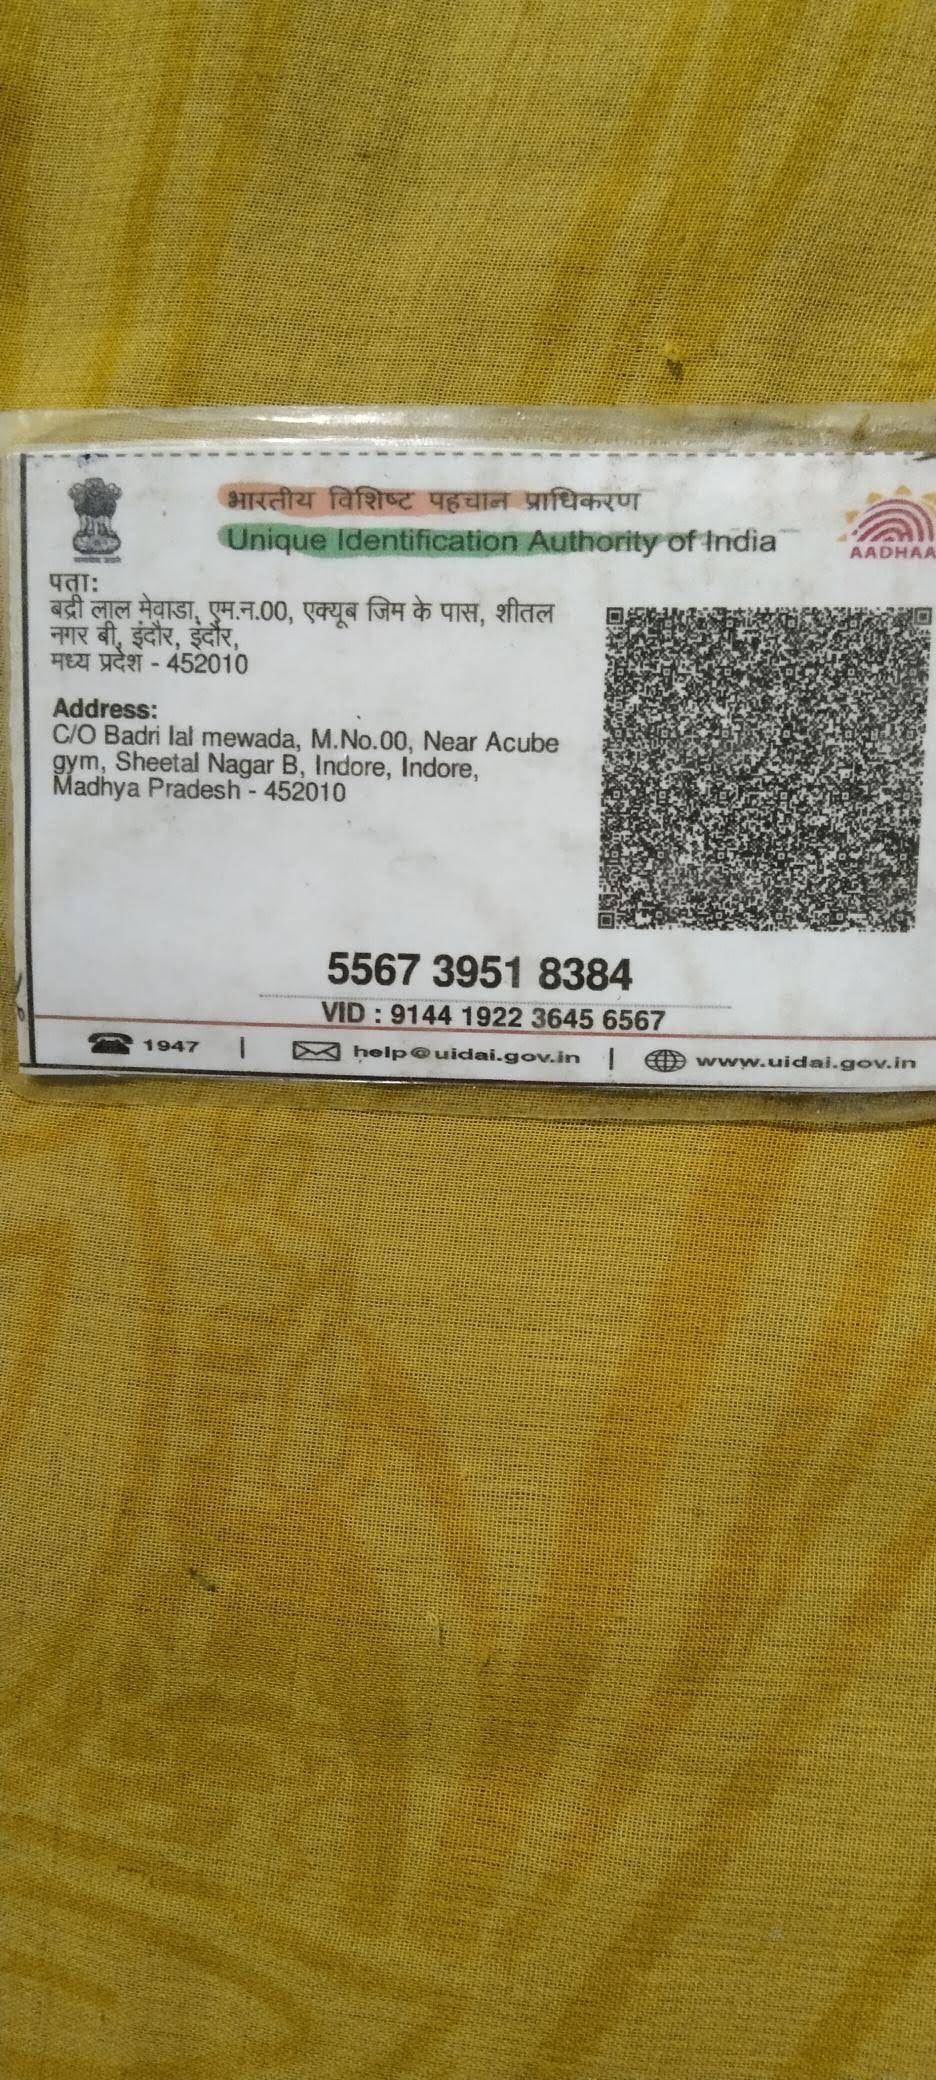 भारतीय विशिष्ट पहचान प्राधिकरण
Unique Identification Authority of India
AADHAA
पता:
बद्री लाल मेवाडा, एम.न.00, एक्यूब जिम के पास, शीतल
नगर बी, इंदौर, इंदौर,
मध्य प्रदेश - 452010
Address:
C/O Badri lal mewada, M.No.00, Near Acube
gym, Sheetal Nagar B, Indore, Indore,
Madhya Pradesh - 452010
5567 3951 8384
VID : 9144 1922 3645 6567
1947 | help@uidai.gov.in | www.uidai.gov.in